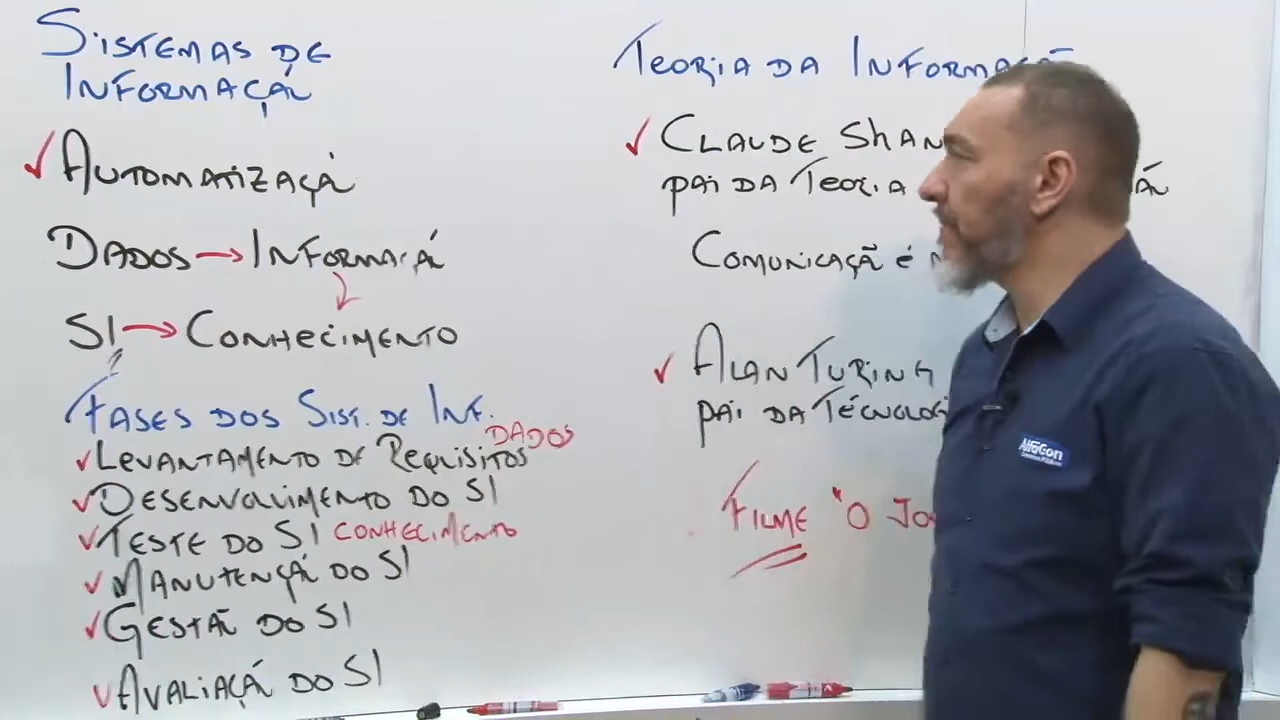 SISTEMAS DE
INFORMAÇÃ
AUTOMATIZAÇÃ
DADOS → INFORMAÇÃ
SI → CONHECIMENTO
FASES DOS SIST. DE INF.
DADOS
LEVANTAMENTO DE REQUISITOS
DESENVOLVIMENTO DO SI
TESTE DO SI CONHECIMENTO
MANUTENÇÃ DO SI
GESTÃ DO SI
AVALIAÇÃ DO SI
TEORIA DA INFORMAÇÃ
CLAUDE SHAN
PAI DA TEORIA
COMUNICAÇÃ É
ALAN TURING
PAI DA TECNOLOGI
FILME "O JO
AlfaCon